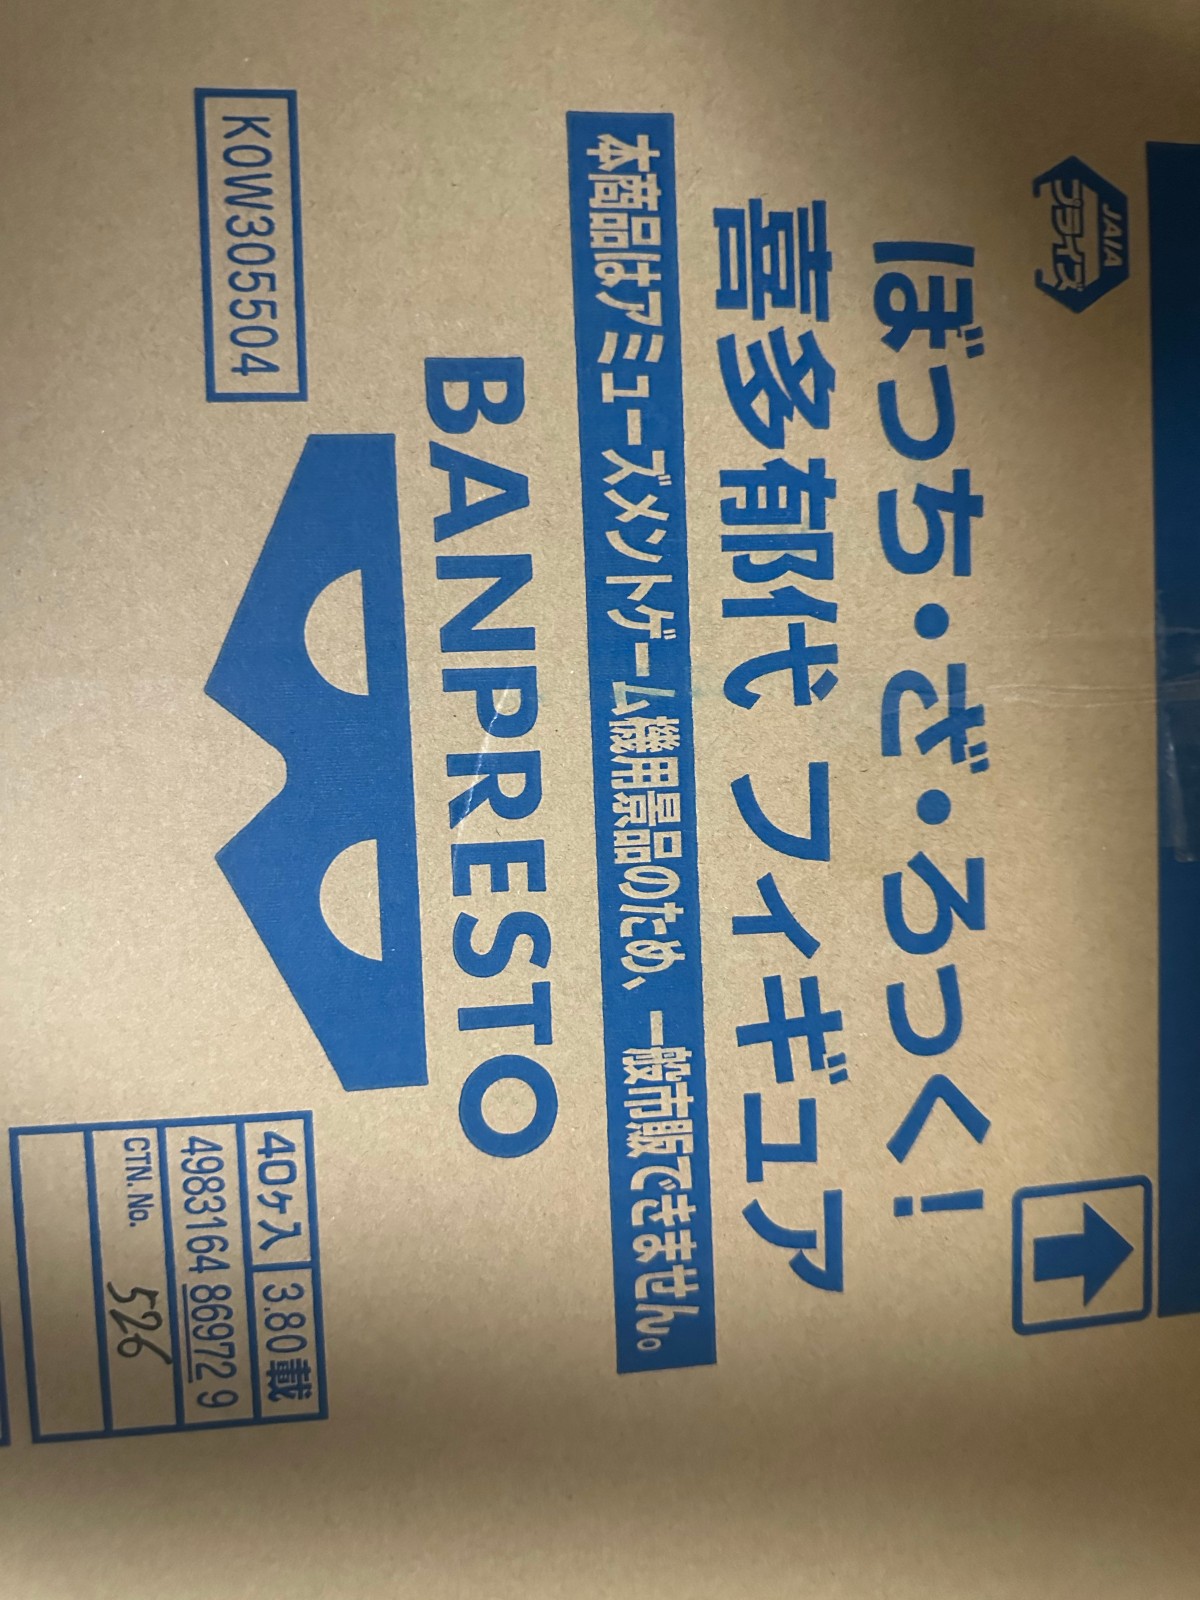 JAIA
プライズ
ぼっち・ざ・ろっく!
喜多郁代 フィギュア
本商品はアミューズメントゲーム機用景品のため、一般市販できません。
BANPRESTO
KOW305504
40ヶ入 3.80載
4983164 86972 9
CTN. No. 526